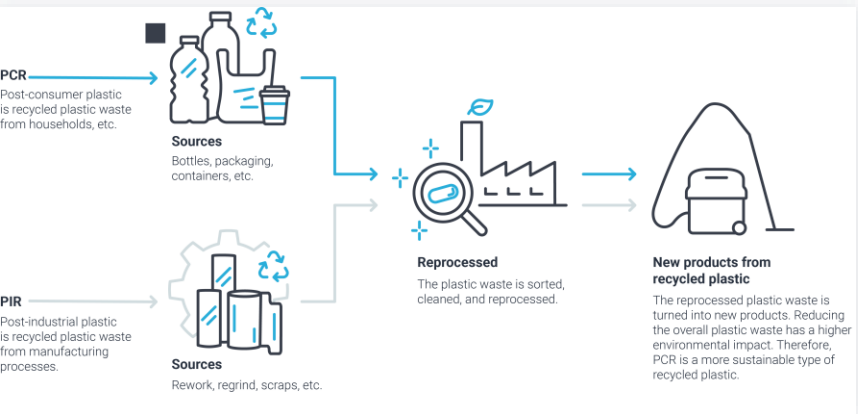 PCR
Post-consumer plastic
is recycled plastic waste
from households, etc.
Sources
Bottles, packaging,
containers, etc.
PIR
Post-industrial plastic
is recycled plastic waste
from manufacturing
processes.
Sources
Rework, regrind, scraps, etc.
Reprocessed
The plastic waste is sorted,
cleaned, and reprocessed.
New products from
recycled plastic
The reprocessed plastic waste is
turned into new products. Reducing
the overall plastic waste has a higher
environmental impact. Therefore,
PCR is a more sustainable type of
recycled plastic.